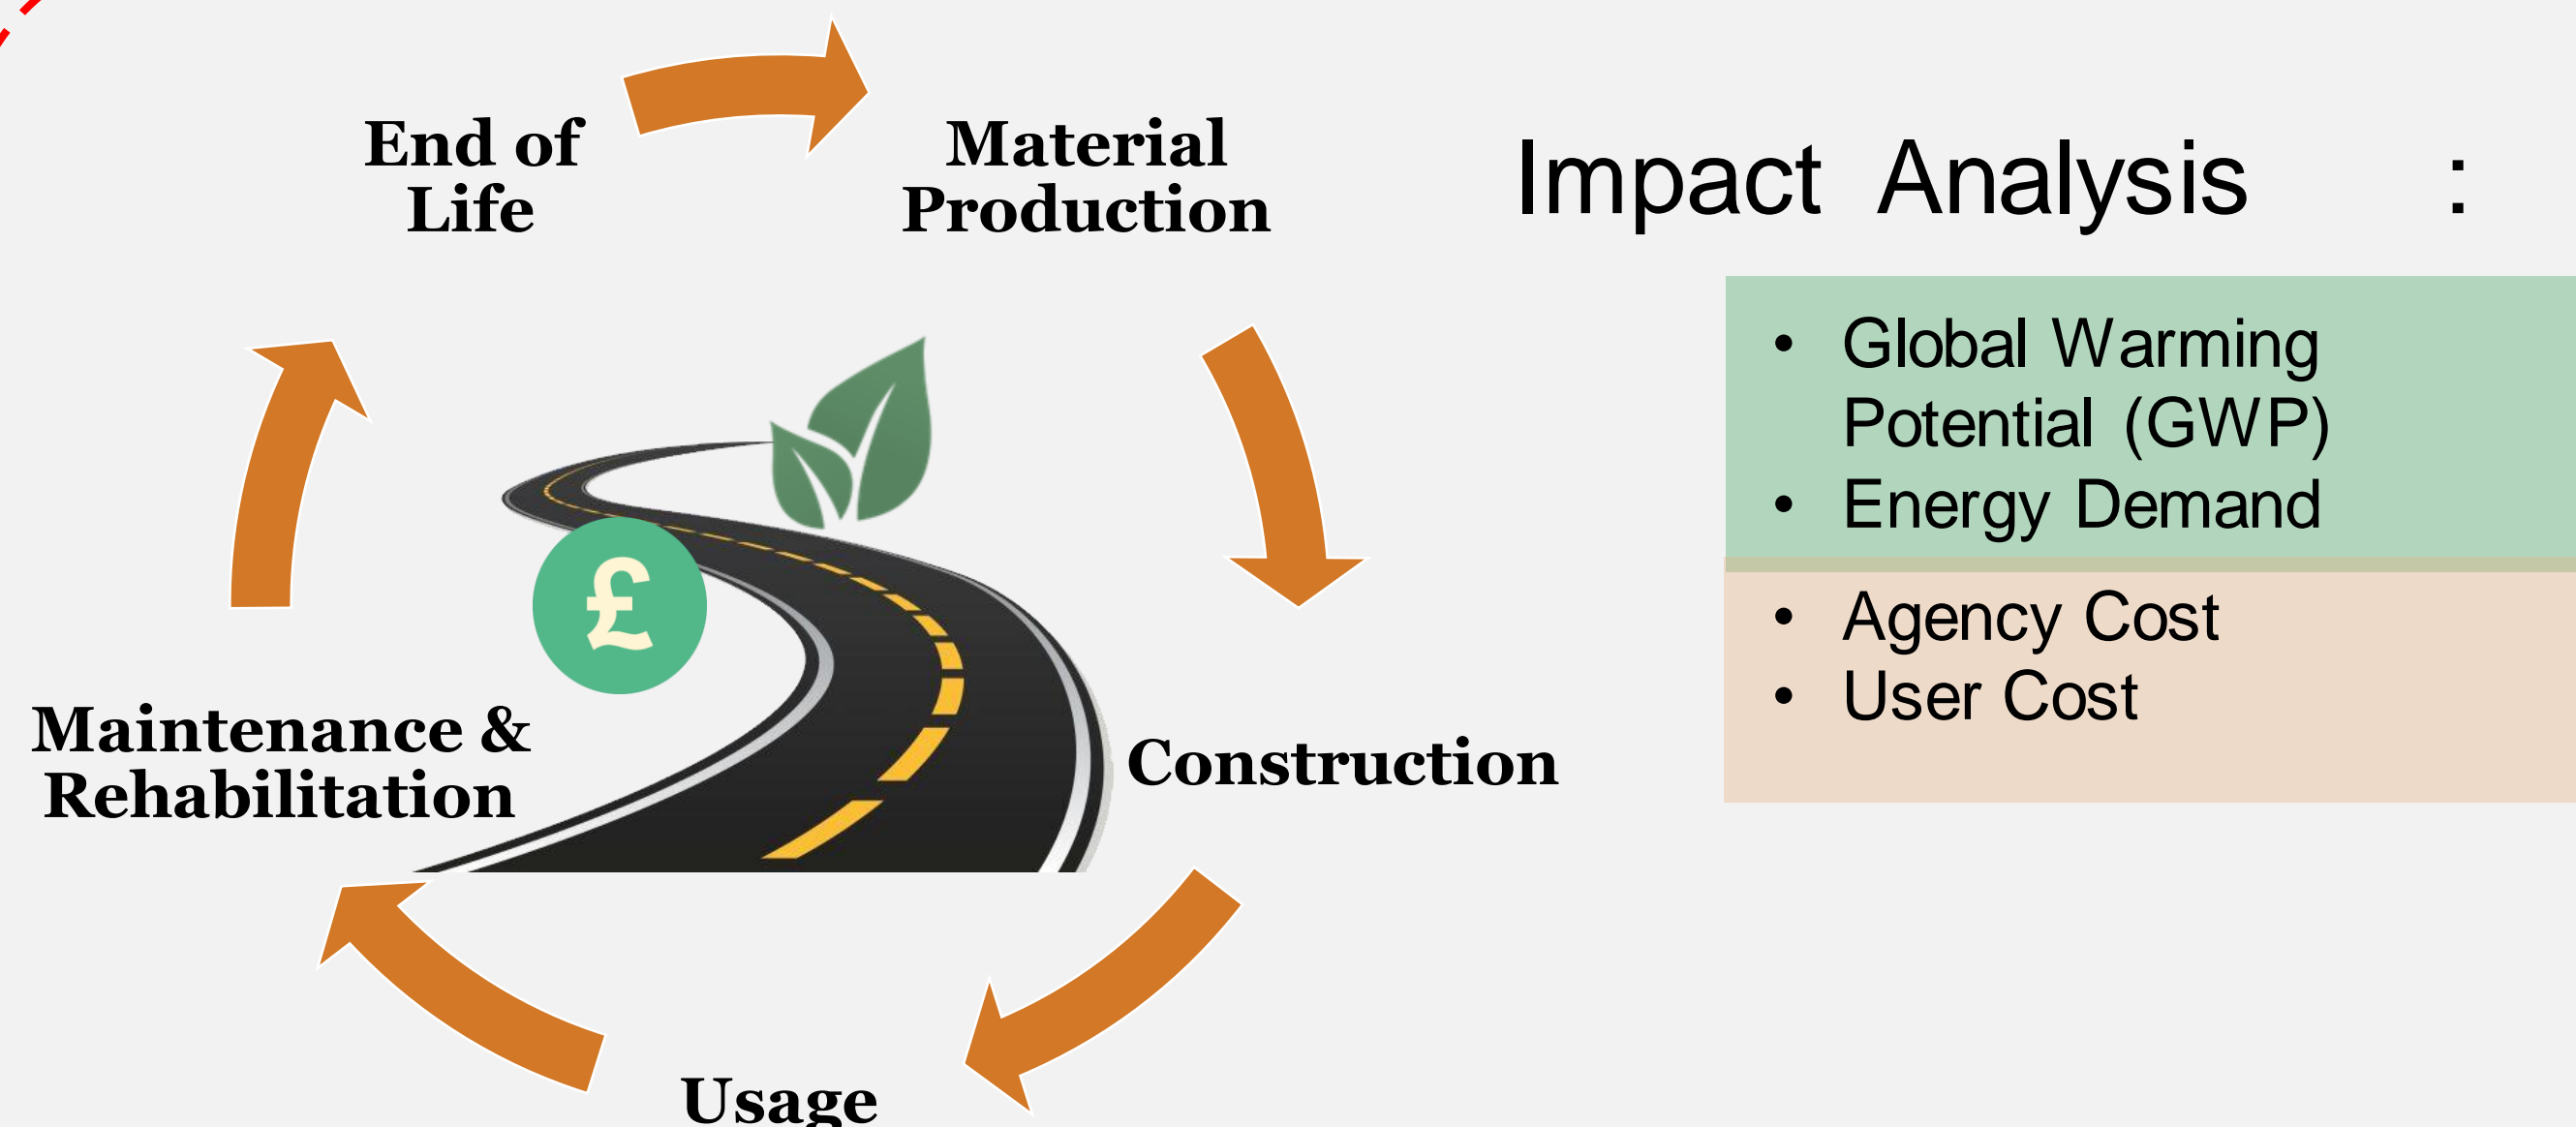 End of
Life
Material
Production
Impact Analysis :
• Global Warming
Potential (GWP)
• Energy Demand
• Agency Cost
• User Cost
£
Maintenance &
Rehabilitation
Construction
Usage